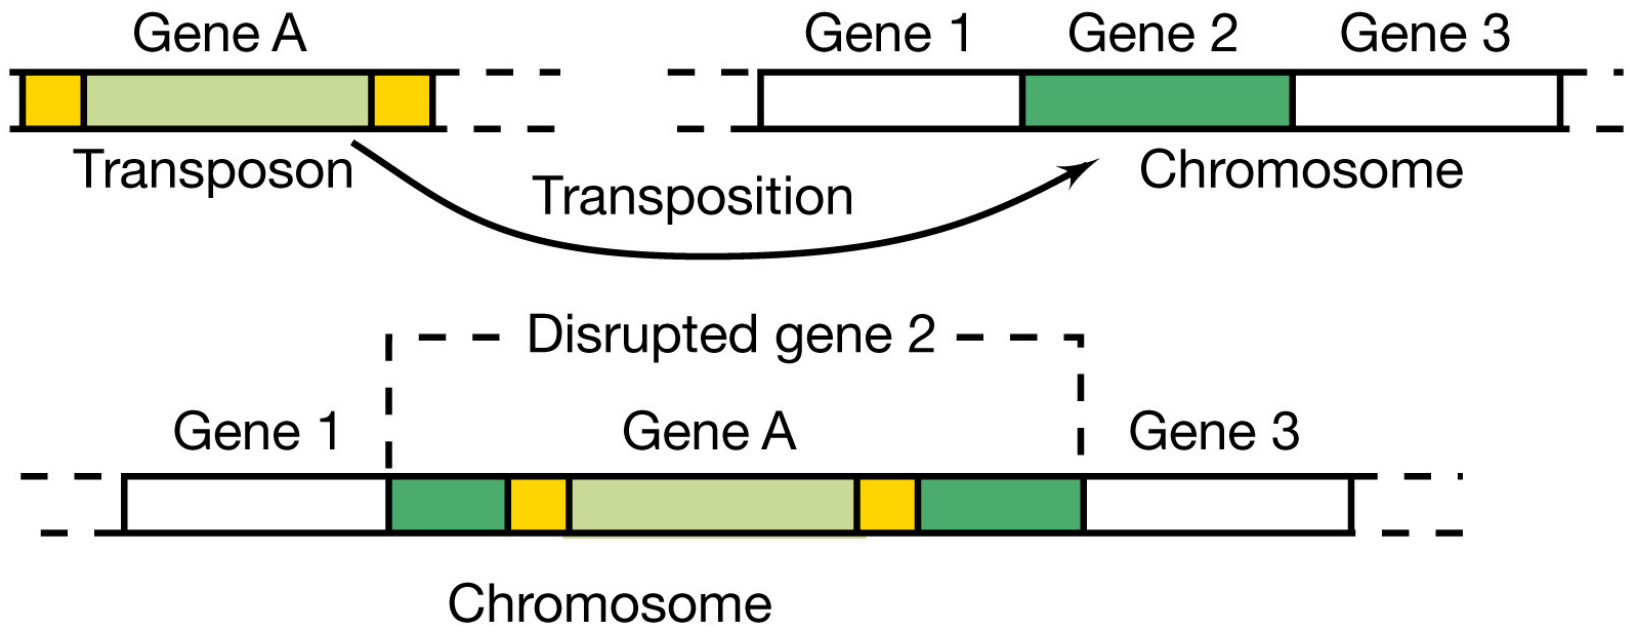 Gene A
Gene 1 Gene 2 Gene 3
Transposon
Transposition
Chromosome
Disrupted gene 2
Gene 1
Gene A
Gene 3
Chromosome